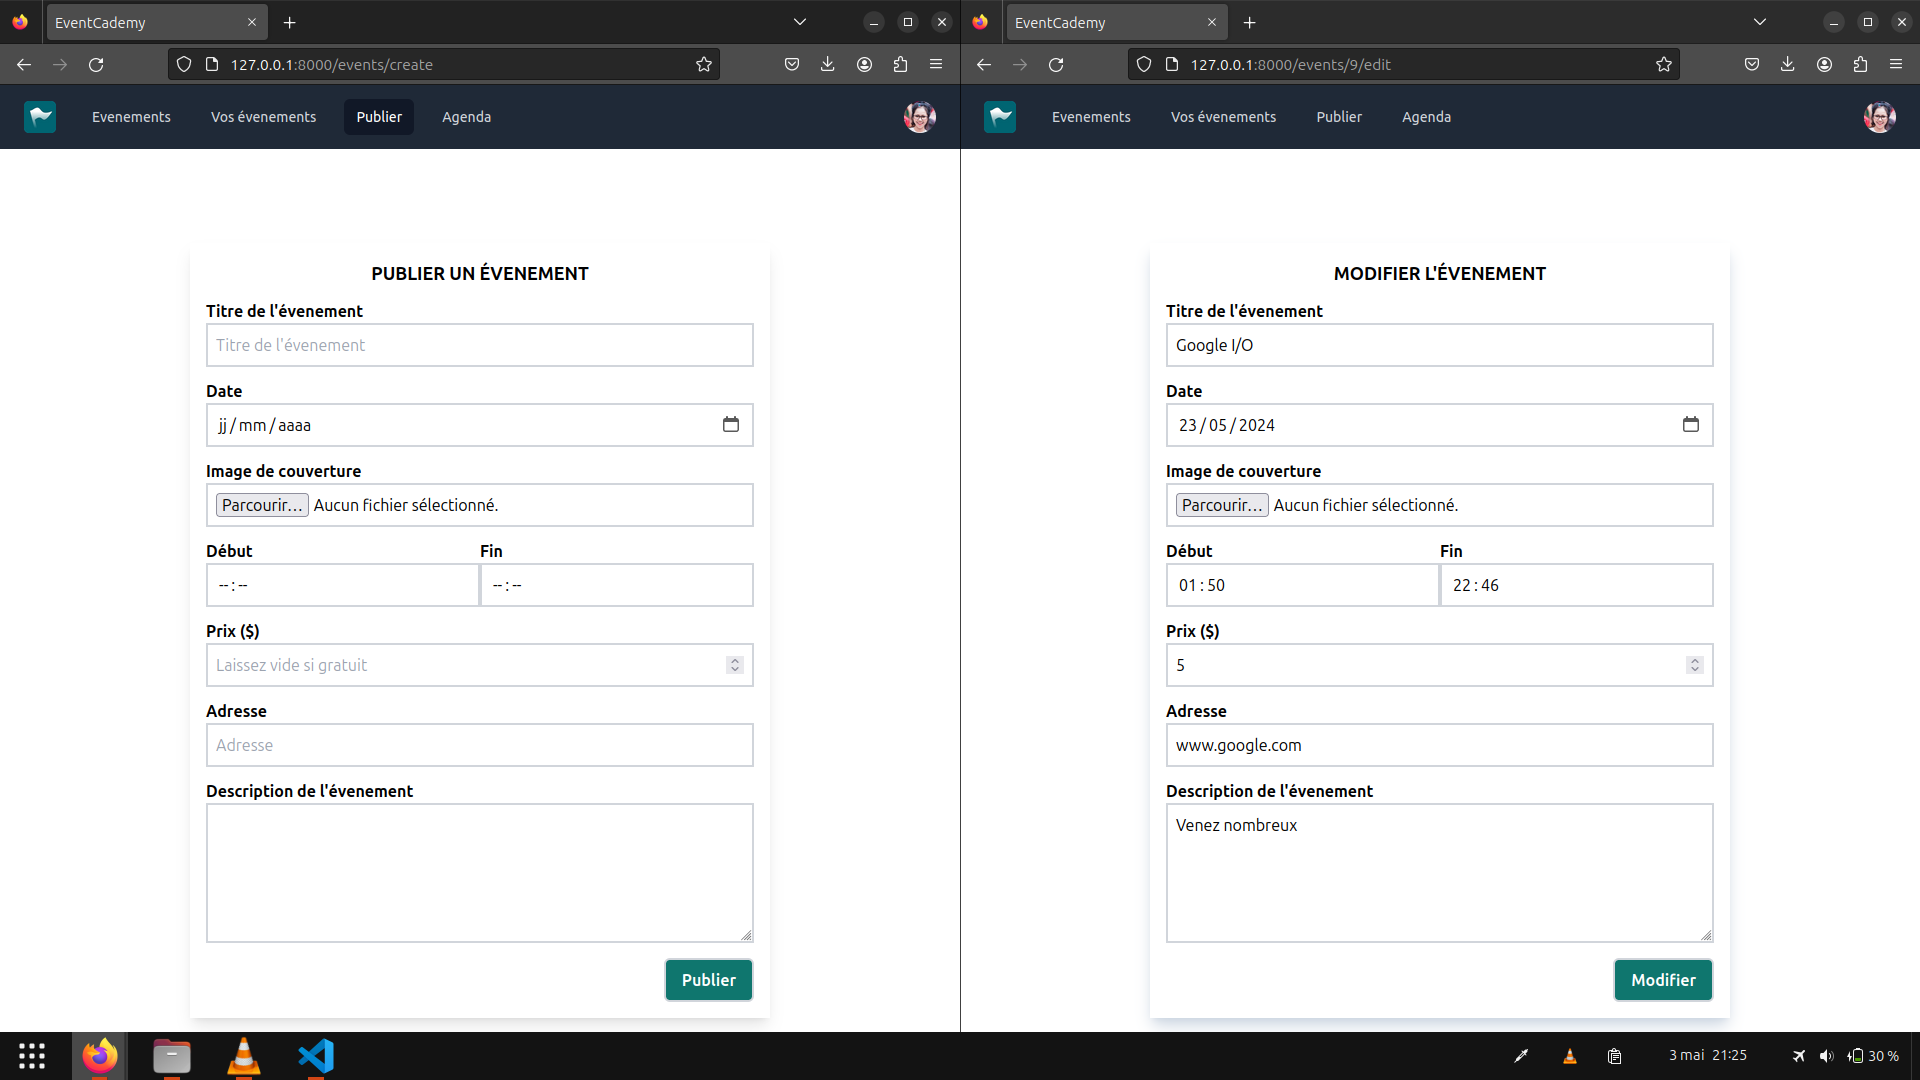 EventCademy
127.0.0.1:8000/events/create
Evenements
Vos évenements
Publier
Agenda
PUBLIER UN ÉVENEMENT
Titre de l'évenement
Titre de l'évenement
Date
jj/mm/aaaa
Image de couverture
Parcourir... Aucun fichier sélectionné.
Début Fin
--:-- --:--
Prix ($)
Laissez vide si gratuit
Adresse
Adresse
Description de l'évenement
Publier
EventCademy
127.0.0.1:8000/events/9/edit
Evenements
Vos évenements
Publier
Agenda
MODIFIER L'ÉVENEMENT
Titre de l'évenement
Google I/O
Date
23/05/2024
Image de couverture
Parcourir... Aucun fichier sélectionné.
Début Fin
01:50 22:46
Prix ($)
5
Adresse
www.google.com
Description de l'évenement
Venez nombreux
Modifier
3 mai 21:25
30 %